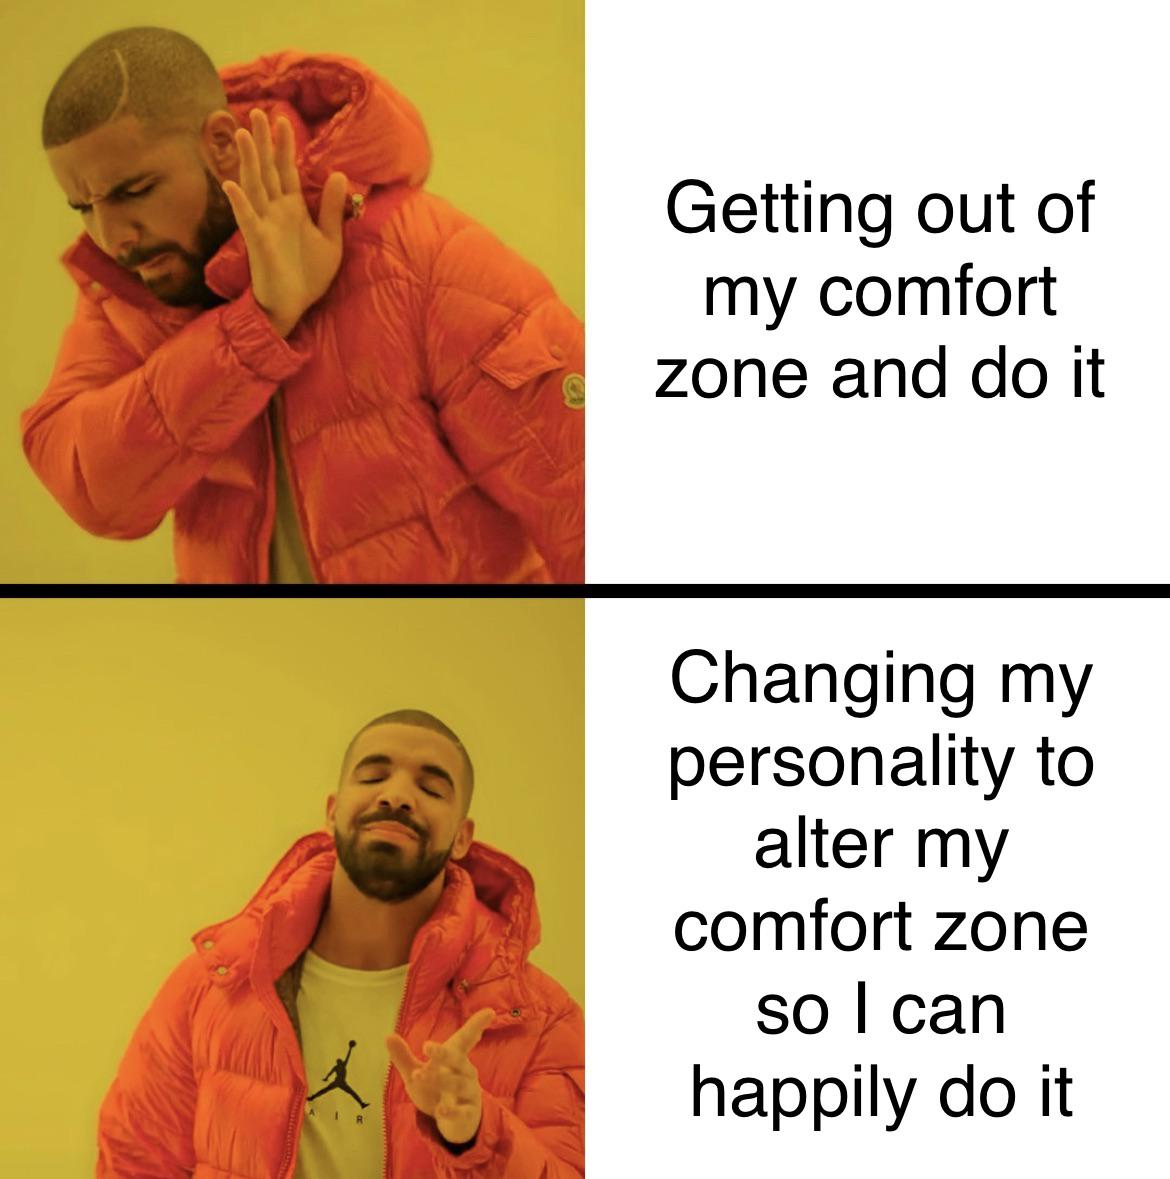 Getting out of
my comfort
zone and do it
Changing my
personality to
alter my
comfort zone
so I can
happily do it
A I R